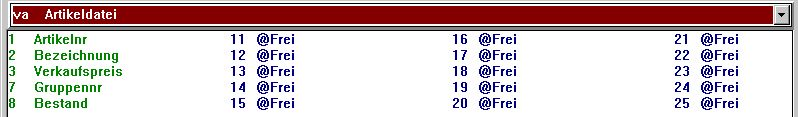 va Artikeldatei
1 Artikelnr 11 @Frei 16 @Frei 21 @Frei
2 Bezeichnung 12 @Frei 17 @Frei 22 @Frei
3 Verkaufspreis 13 @Frei 18 @Frei 23 @Frei
7 Gruppennr 14 @Frei 19 @Frei 24 @Frei
8 Bestand 15 @Frei 20 @Frei 25 @Frei